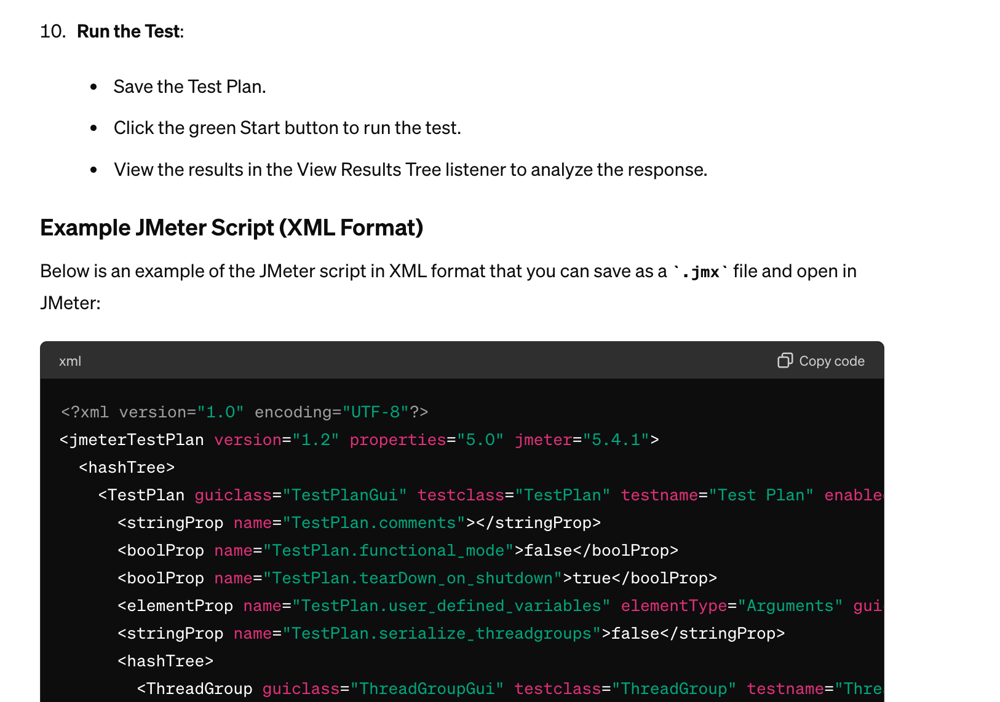 10. Run the Test:
• Save the Test Plan.
• Click the green Start button to run the test.
• View the results in the View Results Tree listener to analyze the response.
Example JMeter Script (XML Format)
Below is an example of the JMeter script in XML format that you can save as a `.jmx` file and open in
JMeter:
xml Copy code
<?xml version="1.0" encoding="UTF-8"?>
<jmeterTestPlan version="1.2" properties="5.0" jmeter="5.4.1">
<hashTree>
<TestPlan guiclass="TestPlanGui" testclass="TestPlan" testname="Test Plan" enable
<stringProp name="TestPlan.comments"></stringProp>
<boolProp name="TestPlan.functional_mode">false</boolProp>
<boolProp name="TestPlan.tearDown_on_shutdown">true</boolProp>
<elementProp name="TestPlan.user_defined_variables" elementType="Arguments" gui
<stringProp name="TestPlan.serialize_threadgroups">false</stringProp>
<hashTree>
<ThreadGroup guiclass="ThreadGroupGui" testclass="ThreadGroup" testname="Thre